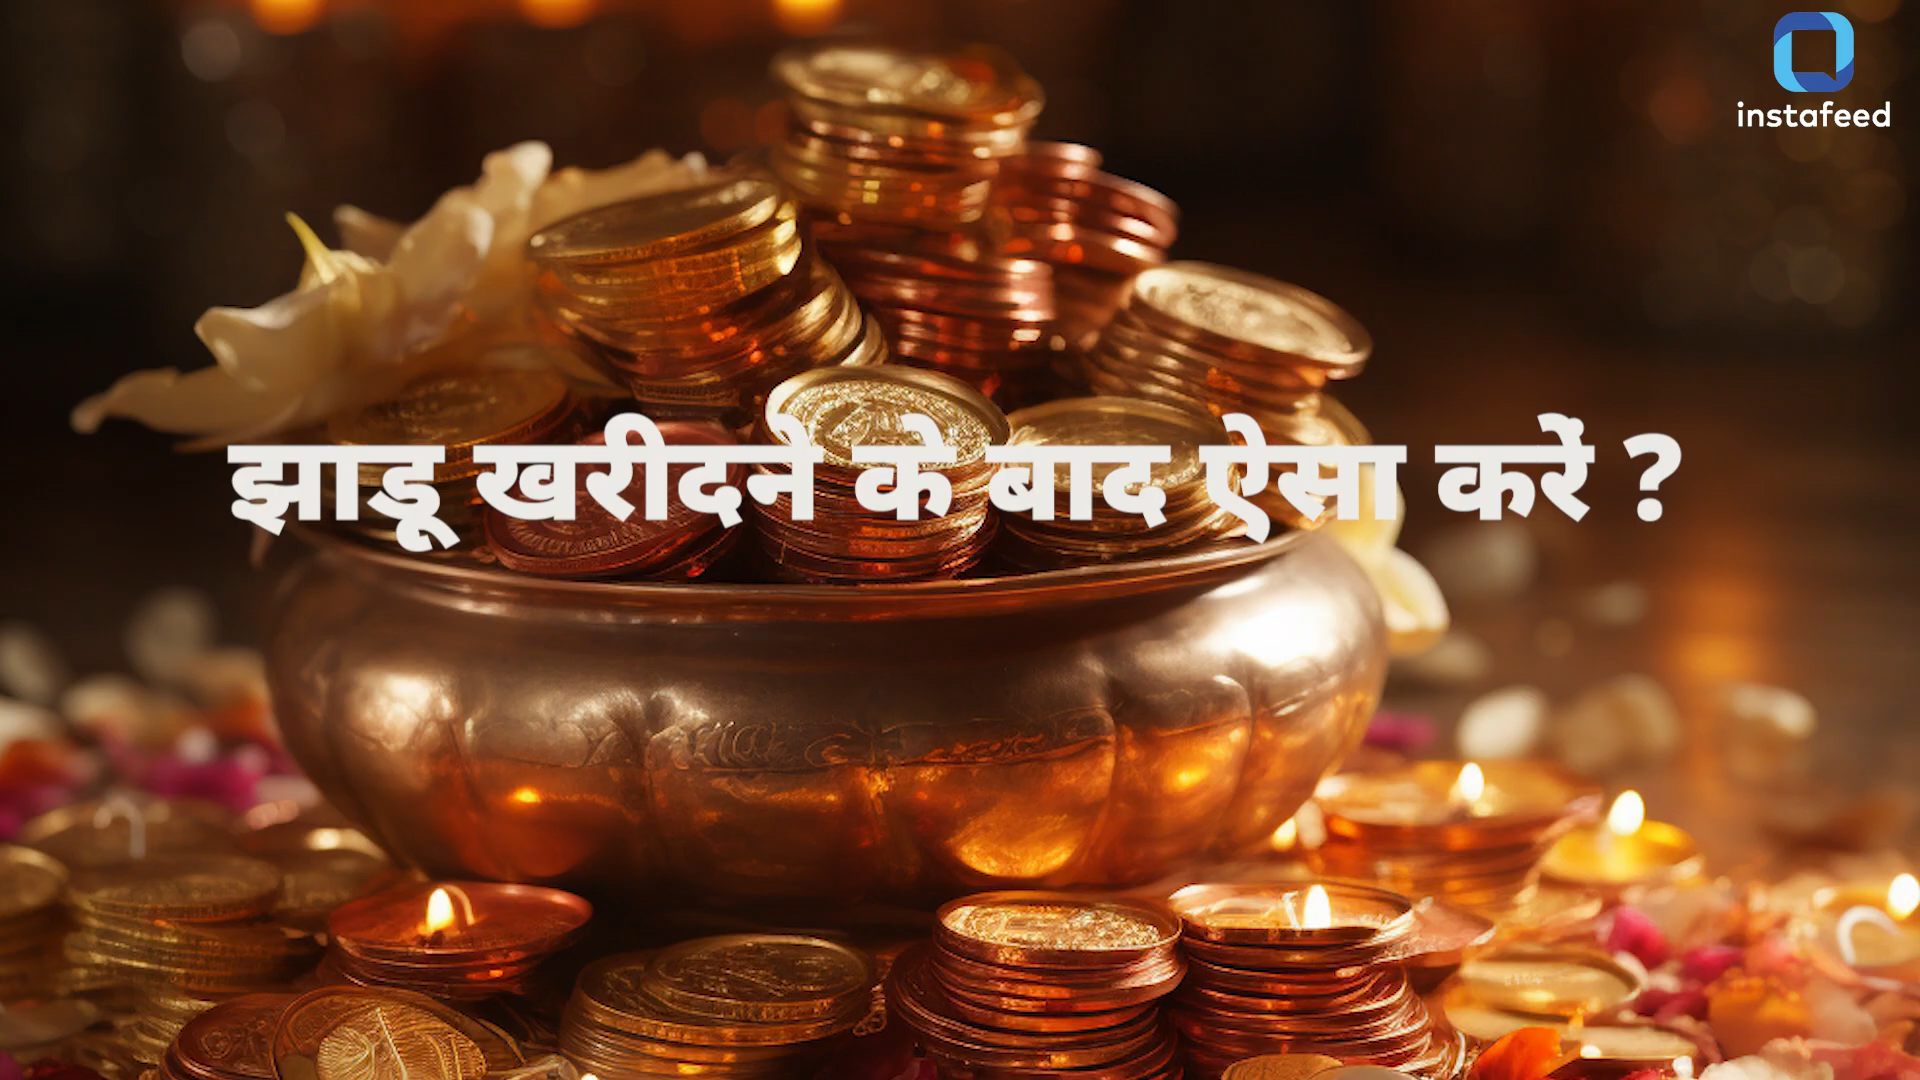 instafeed
झाडू खरीदने के बाद ऐसा करें ?